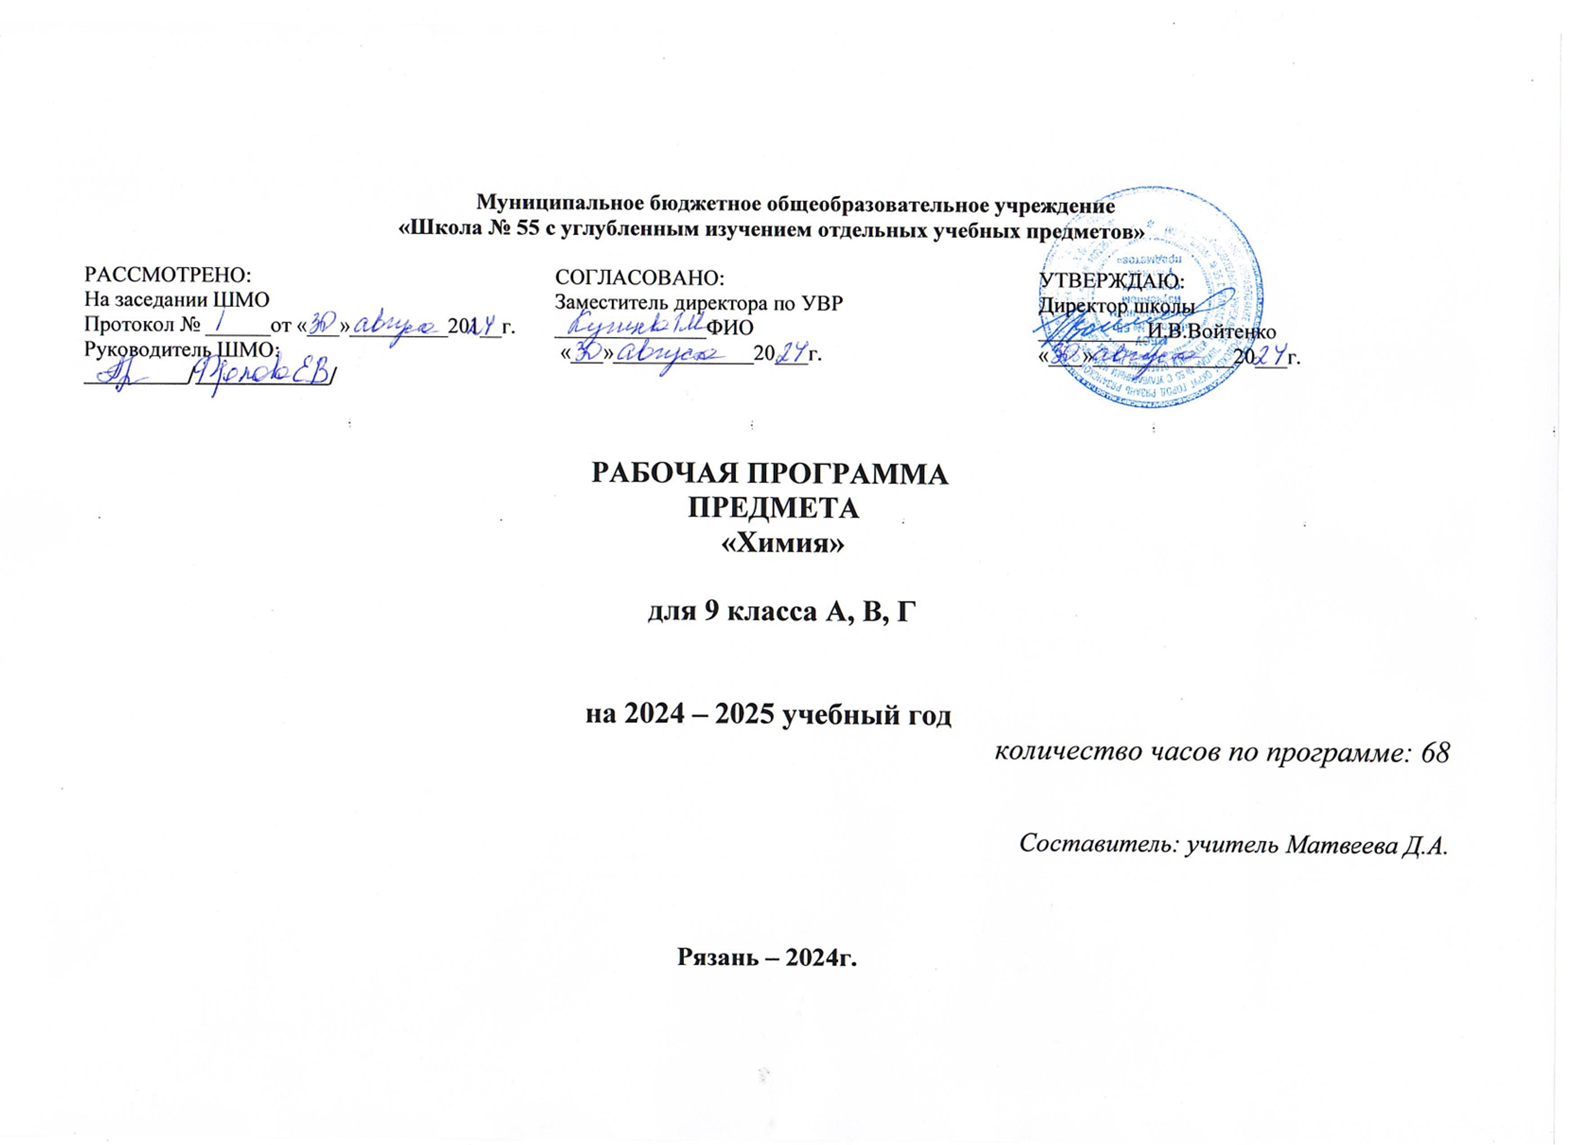 Муниципальное бюджетное общеобразовательное учреждение
«Школа № 55 с углубленным изучением отдельных учебных предметов»
РАССМОТРЕНО:
На заседании ШМО
Протокол № 1 от «30» августа 2024 г.
Руководитель ШМО:
СОГЛАСОВАНО:
Заместитель директора по УВР
ФИО
«30» августа 2024 г.
УТВЕРЖДАЮ:
Директор школы
И.В.Войтенко
«30» августа 2024 г.
РАБОЧАЯ ПРОГРАММА
ПРЕДМЕТА
«Химия»
для 9 класса А, В, Г
на 2024 – 2025 учебный год
количество часов по программе: 68
Составитель: учитель Матвеева Д.А.
Рязань – 2024г.